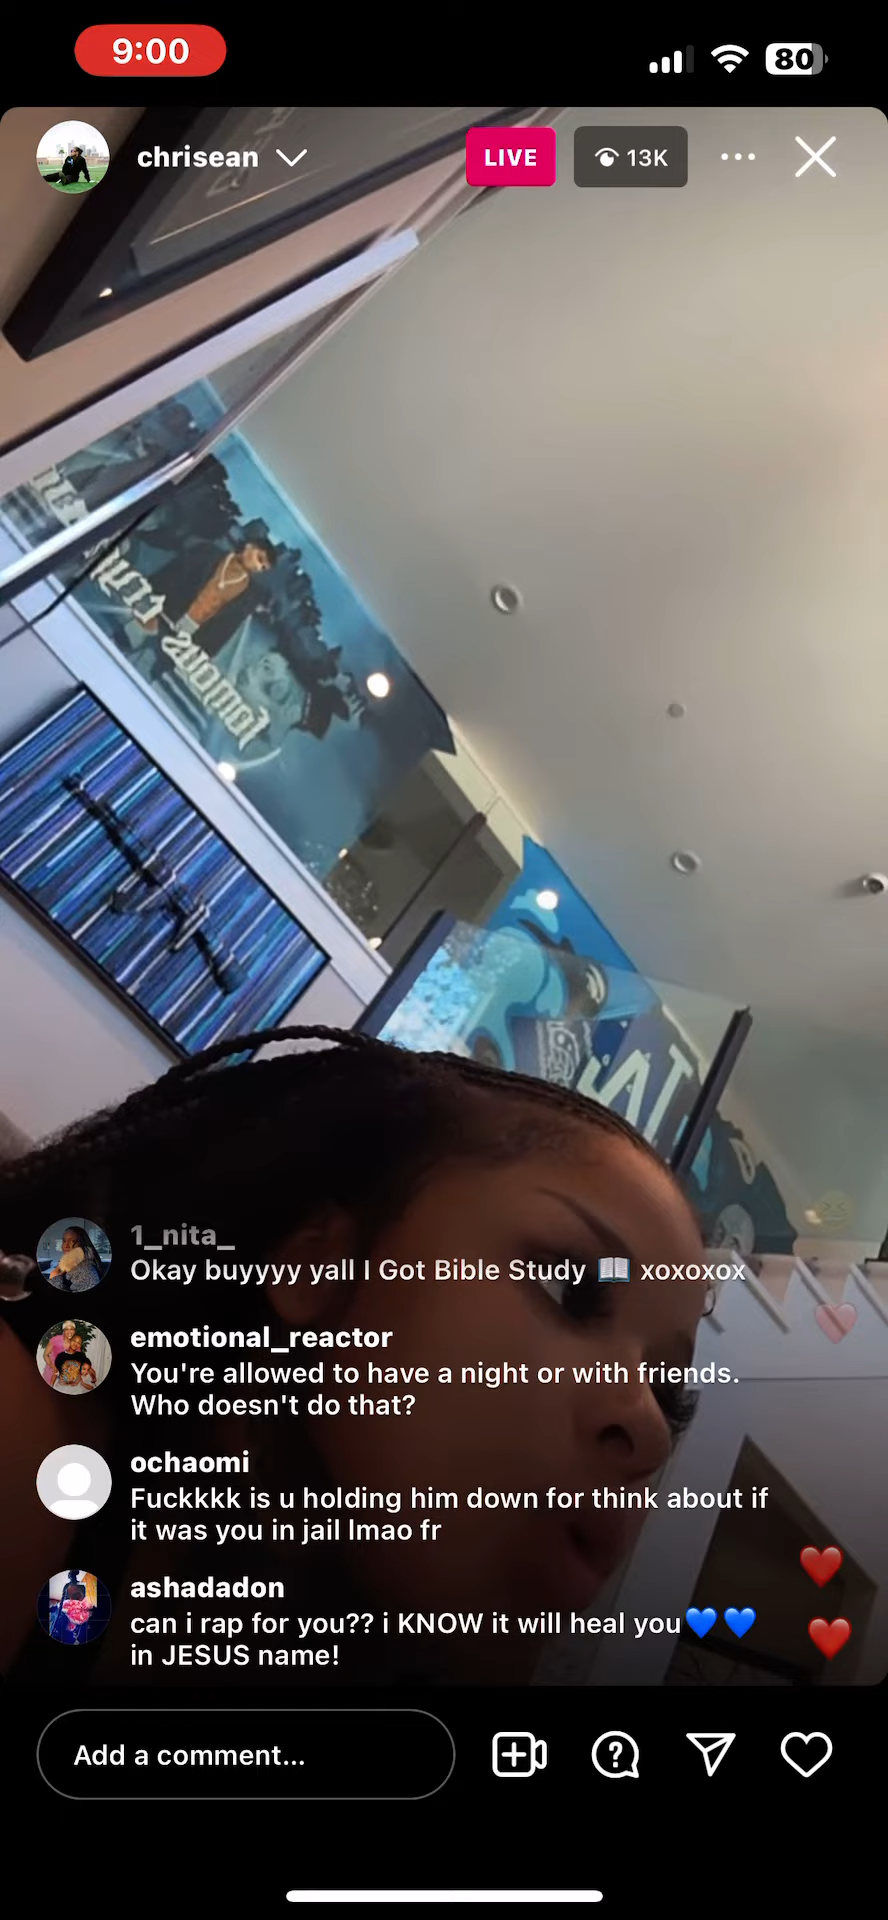 9:00
80
chrisean
LIVE
13K
1_nita_
Okay buyyyy yall I Got Bible Study 📖 xoxoxox
emotional_reactor
You're allowed to have a night or with friends.
Who doesn't do that?
ochaomi
Fuckkkk is u holding him down for think about if
it was you in jail lmao fr
ashadadon
can i rap for you?? i KNOW it will heal you💙💙
in JESUS name!
Add a comment...